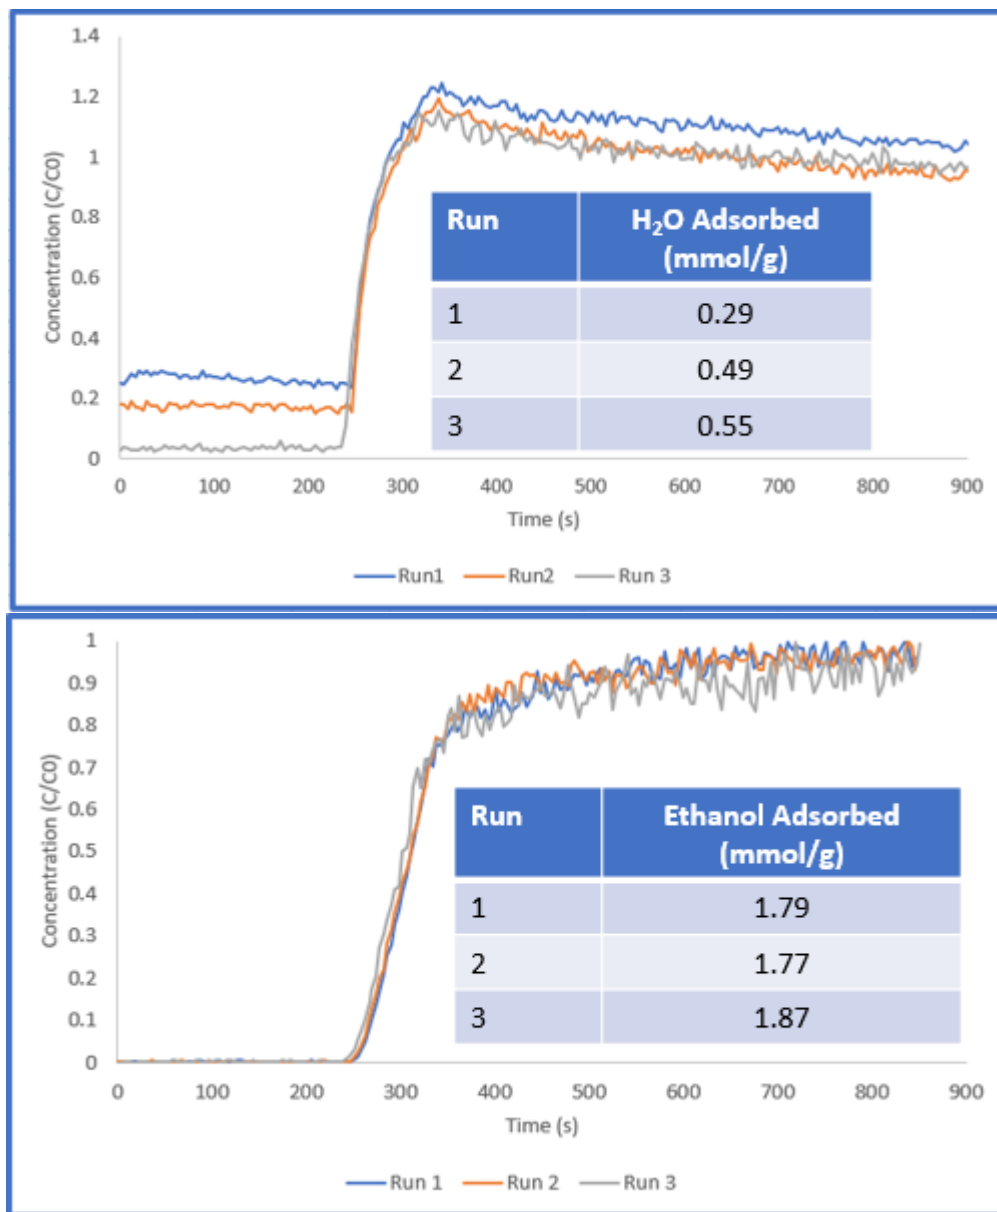 1.4
1.2
1
0.8
0.6
0.4
0.2
0
Concentration (C/C0)
Run H₂O Adsorbed (mmol/g)
1 0.29
2 0.49
3 0.55
0 100 200 300 400 500 600 700 800 900
Time (s)
Run1 Run2 Run 3
1
0.9
0.8
0.7
0.6
0.5
0.4
0.3
0.2
0.1
0
Concentration (C/C0)
Run Ethanol Adsorbed (mmol/g)
1 1.79
2 1.77
3 1.87
0 100 200 300 400 500 600 700 800 900
Time (s)
Run 1 Run 2 Run 3